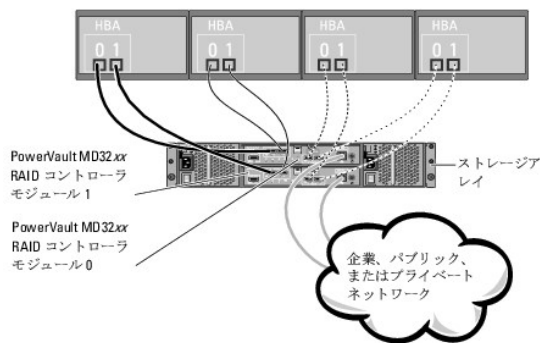 HBA HBA HBA HBA
0 1 0 1 0 1 0 1
PowerVault MD32xx
RAID コントローラ
モジュール 1
ストレージア
レイ
PowerVault MD32xx
RAID コントローラ
モジュール 0
企業、パブリック、
またはプライベート
ネットワーク